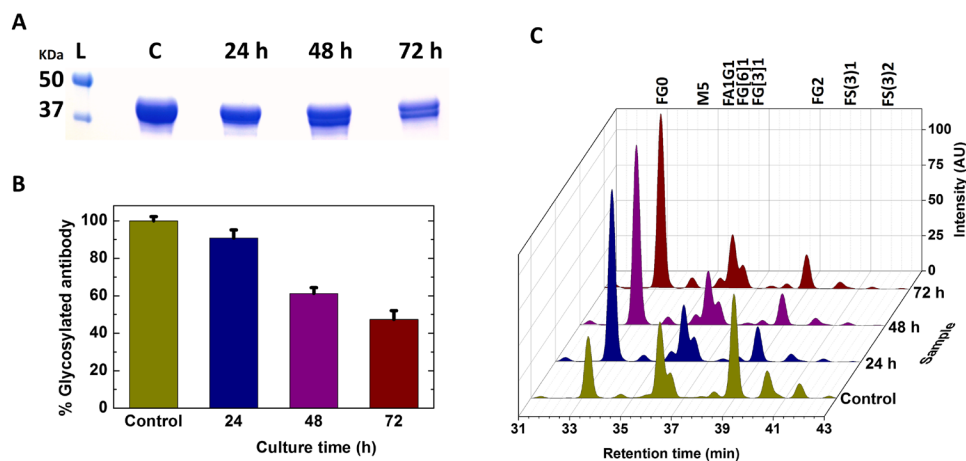 A
KDa L C 24 h 48 h 72 h
50
37
B
% Glycosylated antibody
100
80
60
40
20
0
Control 24 48 72
Culture time (h)
C
FG0 M5 FA1G1 FG[6]1 FG[3]1 FG2 FS(3)1 FS(3)2
100
75
50
25
0
Intensity (AU)
72 h
48 h
24 h
Control
Sample
31 33 35 37 39 41 43
Retention time (min)